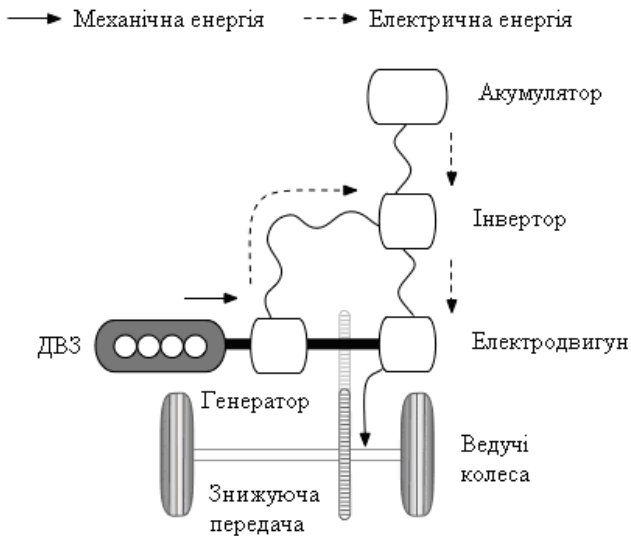 Механічна енергія
Електрична енергія
Акумулятор
Інвертор
Електродвигун
ДВЗ
Генератор
Ведучі
колеса
Знижуюча
передача